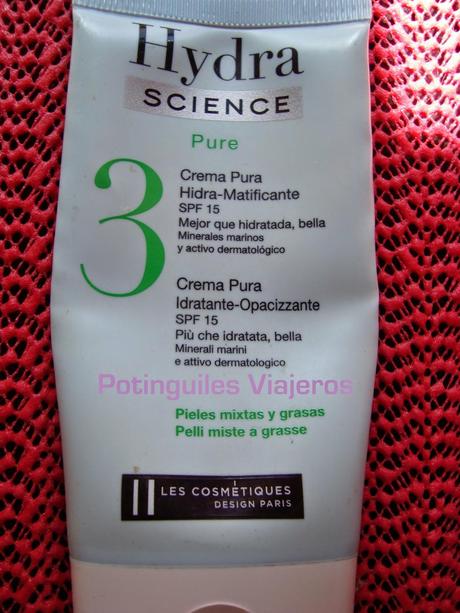 Hydra
SCIENCE
Pure
3
Crema Pura
Hidra-Matificante
SPF 15
Mejor que hidratada, bella
Minerales marinos
y activo dermatológico
Crema Pura
Idratante-Opacizzante
SPF 15
Più che idratata, bella
Minerali marini
e attivo dermatologico
Potinguiles Viajeros
Pieles mixtas y grasas
Pelli miste a grasse
LES COSMÉTIQUES
DESIGN PARIS